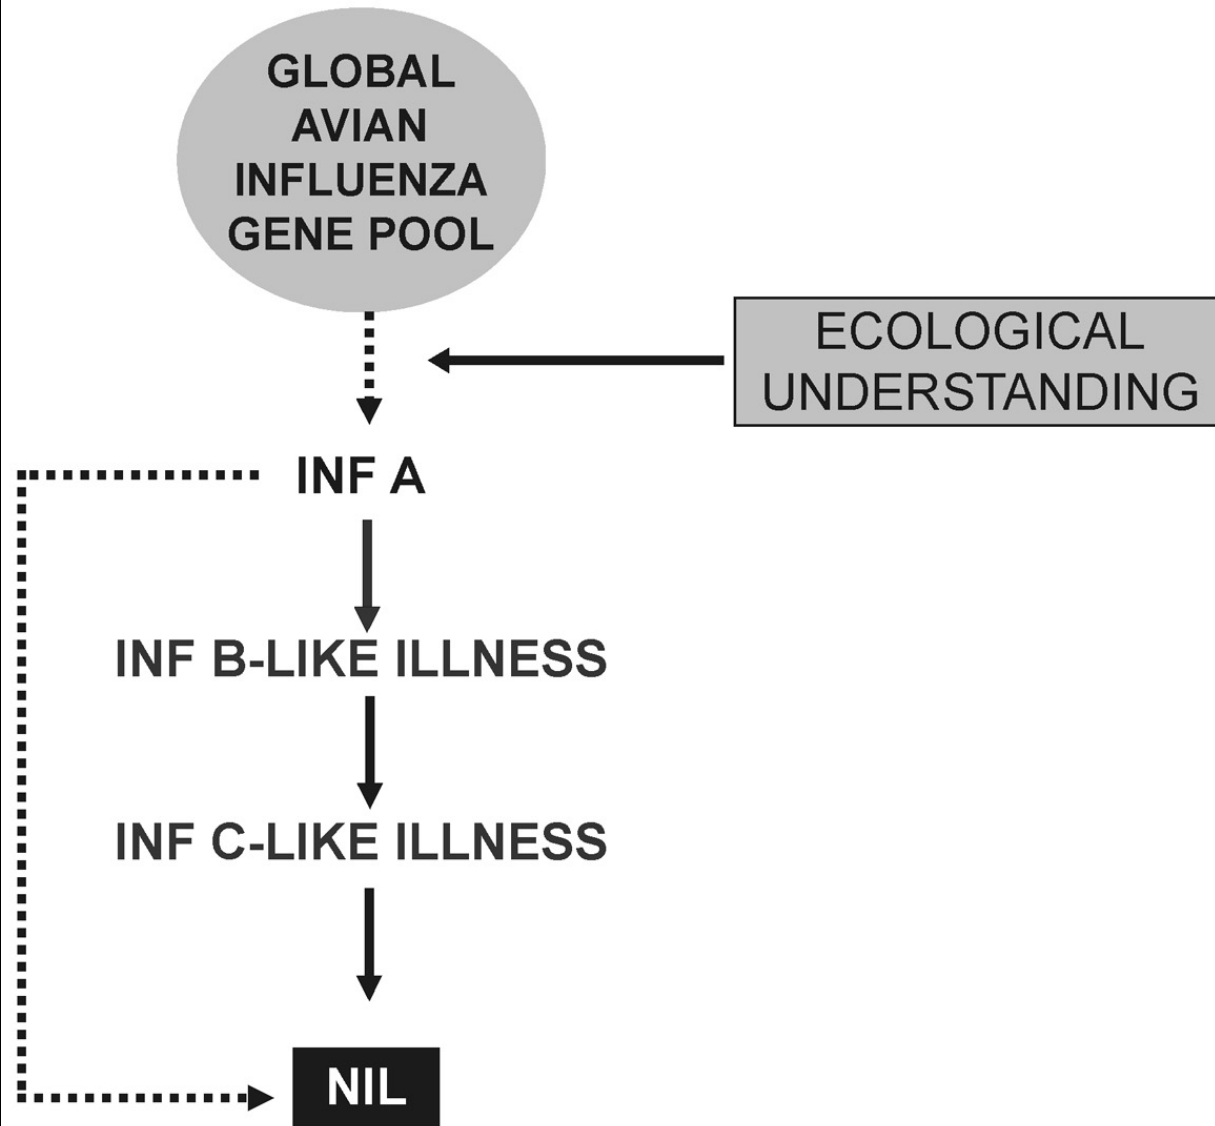 GLOBAL
AVIAN
INFLUENZA
GENE POOL
ECOLOGICAL
UNDERSTANDING
INF A
INF B-LIKE ILLNESS
INF C-LIKE ILLNESS
NIL